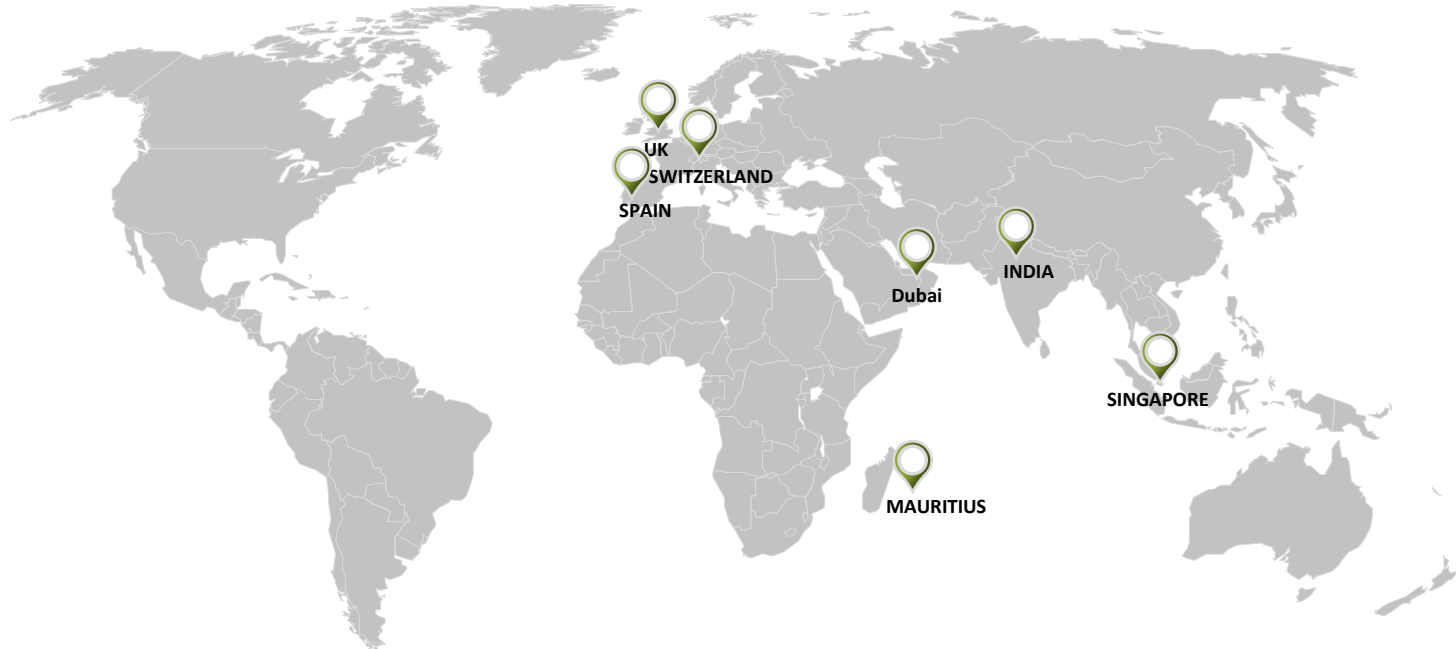 UK
SWITZERLAND
SPAIN
INDIA
Dubai
SINGAPORE
MAURITIUS